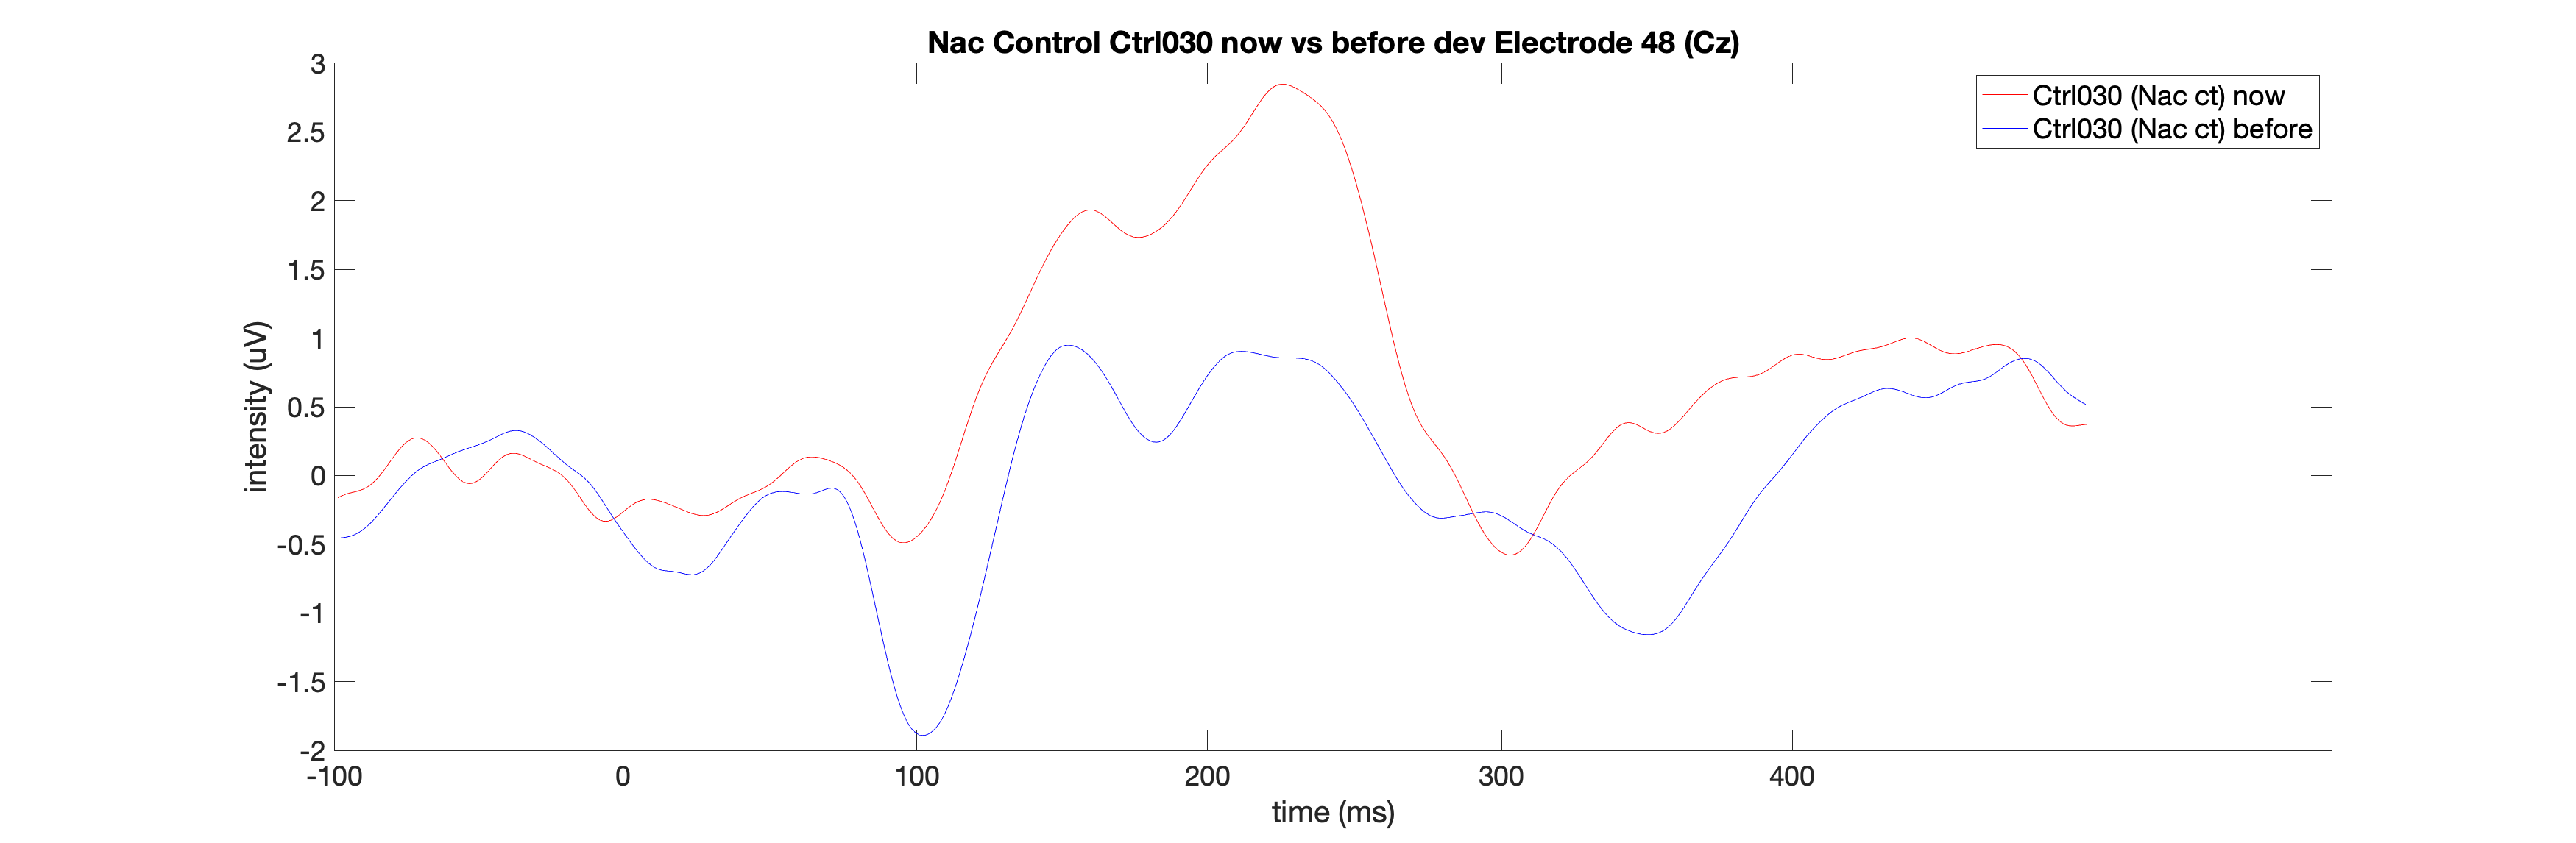 Nac Control Ctrl030 now vs before dev Electrode 48 (Cz)
Ctrl030 (Nac ct) now
Ctrl030 (Nac ct) before
intensity (uV)
3
2.5
2
1.5
1
0.5
0
-0.5
-1
-1.5
-2
-100 0 100 200 300 400
time (ms)